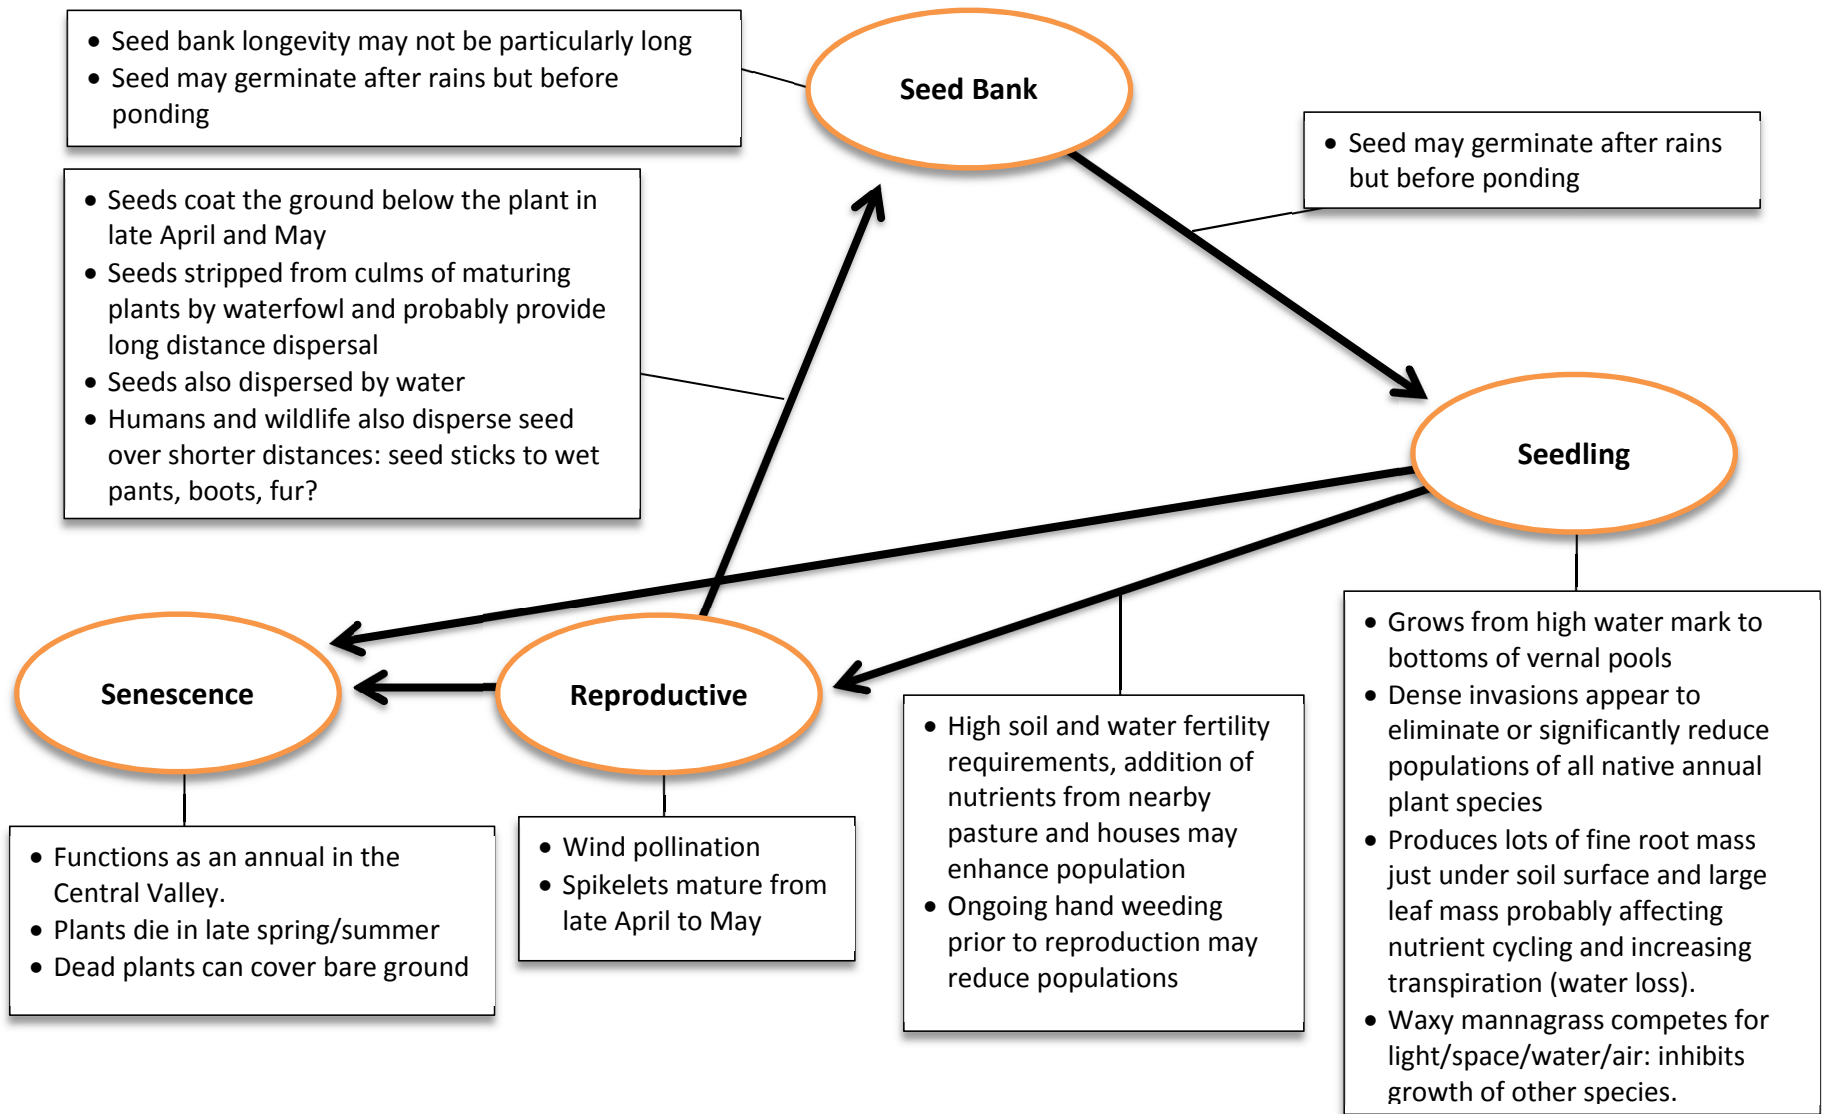 • Seed bank longevity may not be particularly long
• Seed may germinate after rains but before
ponding
Seed Bank
• Seed may germinate after rains
but before ponding
• Seeds coat the ground below the plant in
late April and May
• Seeds stripped from culms of maturing
plants by waterfowl and probably provide
long distance dispersal
• Seeds also dispersed by water
• Humans and wildlife also disperse seed
over shorter distances: seed sticks to wet
pants, boots, fur?
Seedling
Senescence
Reproductive
• Functions as an annual in the
Central Valley.
• Plants die in late spring/summer
• Dead plants can cover bare ground
• Wind pollination
• Spikelets mature from
late April to May
• High soil and water fertility
requirements, addition of
nutrients from nearby
pasture and houses may
enhance population
• Ongoing hand weeding
prior to reproduction may
reduce populations
• Grows from high water mark to
bottoms of vernal pools
• Dense invasions appear to
eliminate or significantly reduce
populations of all native annual
plant species
• Produces lots of fine root mass
just under soil surface and large
leaf mass probably affecting
nutrient cycling and increasing
transpiration (water loss).
• Waxy mannagrass competes for
light/space/water/air: inhibits
growth of other species.